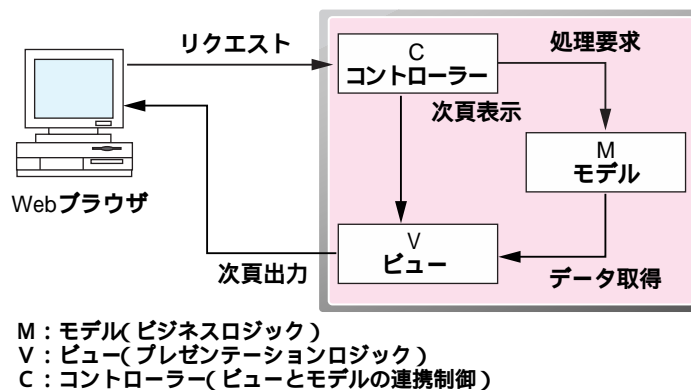 リクエスト
C
コントローラー
処理要求
次頁表示
M
モデル
Webブラウザ
V
ビュー
次頁出力
データ取得
M：モデル(ビジネスロジック)
V：ビュー(プレゼンテーションロジック)
C：コントローラー(ビューとモデルの連携制御)